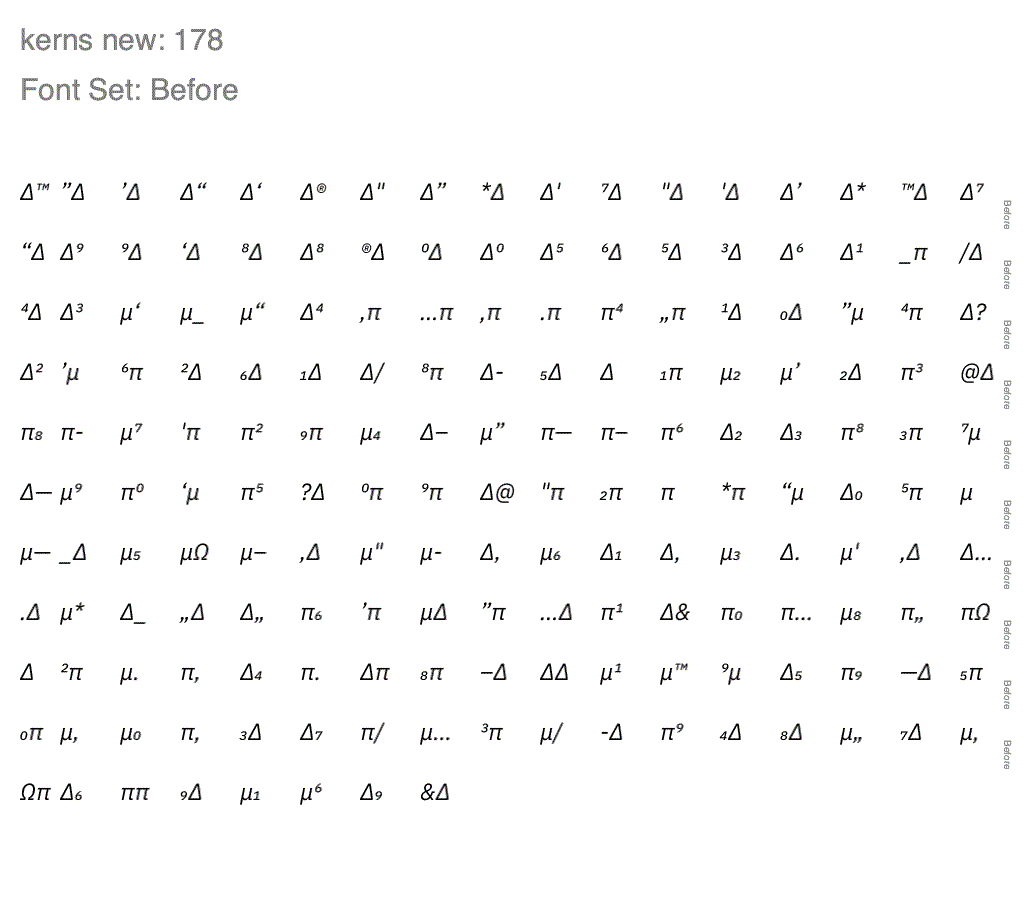 kerns new: 178
Font Set: Before
Δ™ ”Δ ’Δ Δ“ Δ‘ Δ® Δ" Δ” *Δ Δ' ⁷Δ "Δ 'Δ Δ’ Δ* ™Δ Δ⁷ Before
“Δ Δ⁹ ⁹Δ ‘Δ ⁸Δ Δ⁸ ®Δ ⁰Δ Δ⁰ Δ⁵ ⁶Δ ⁵Δ ³Δ Δ⁶ Δ¹ _π /Δ Before
⁴Δ Δ³ μ‘ μ_ μ“ Δ⁴ ‚π …π ,π .π π⁴ „π ¹Δ ₀Δ ”μ ⁴π Δ? Before
Δ² ’μ ⁶π ²Δ ₆Δ ₁Δ Δ/ ⁸π Δ- ₅Δ Δ ₁π μ₂ μ’ ₂Δ π³ @Δ Before
π₈ π- μ⁷ 'π π² ₉π μ₄ Δ– μ” π— π– π⁶ Δ₂ Δ₃ π⁸ ₃π ⁷μ Before
Δ— μ⁹ π⁰ ‘μ π⁵ ?Δ ⁰π ⁹π Δ@ "π ₂π π *π “μ Δ₀ ⁵π μ Before
μ— _Δ μ₅ μΩ μ– ‚Δ μ" μ- Δ, μ₆ Δ₁ Δ‚ μ₃ Δ. μ' ,Δ Δ… Before
.Δ μ* Δ_ „Δ Δ„ π₆ ’π μΔ ”π …Δ π¹ Δ& π₀ π… μ₈ π„ πΩ Before
Δ ²π μ. π, Δ₄ π. Δπ ₈π –Δ ΔΔ μ¹ μ™ ⁹μ Δ₅ π₉ —Δ ₅π Before
₀π μ, μ₀ π‚ ₃Δ Δ₇ π/ μ… ³π μ/ -Δ π⁹ ₄Δ ₈Δ μ„ ₇Δ μ‚ Before
Ωπ Δ₆ ππ ₉Δ μ₁ μ⁶ Δ₉ &Δ